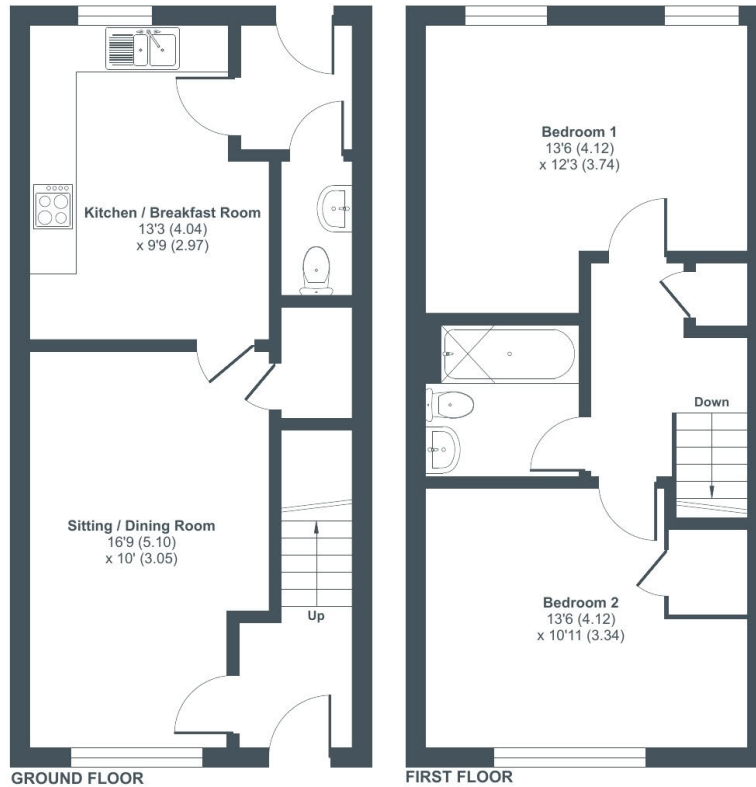 Kitchen / Breakfast Room
13'3 (4.04)
x 9'9 (2.97)
Sitting / Dining Room
16'9 (5.10)
x 10' (3.05)
Up
GROUND FLOOR
Bedroom 1
13'6 (4.12)
x 12'3 (3.74)
Down
Bedroom 2
13'6 (4.12)
x 10'11 (3.34)
FIRST FLOOR